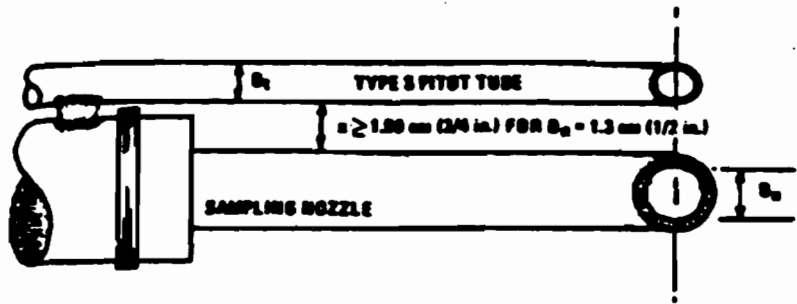 Dt TYPE S PITOT TUBE
x ≥ 1.90 cm (3/4 in.) FOR Dn = 1.3 cm (1/2 in.)
SAMPLING NOZZLE
Dn